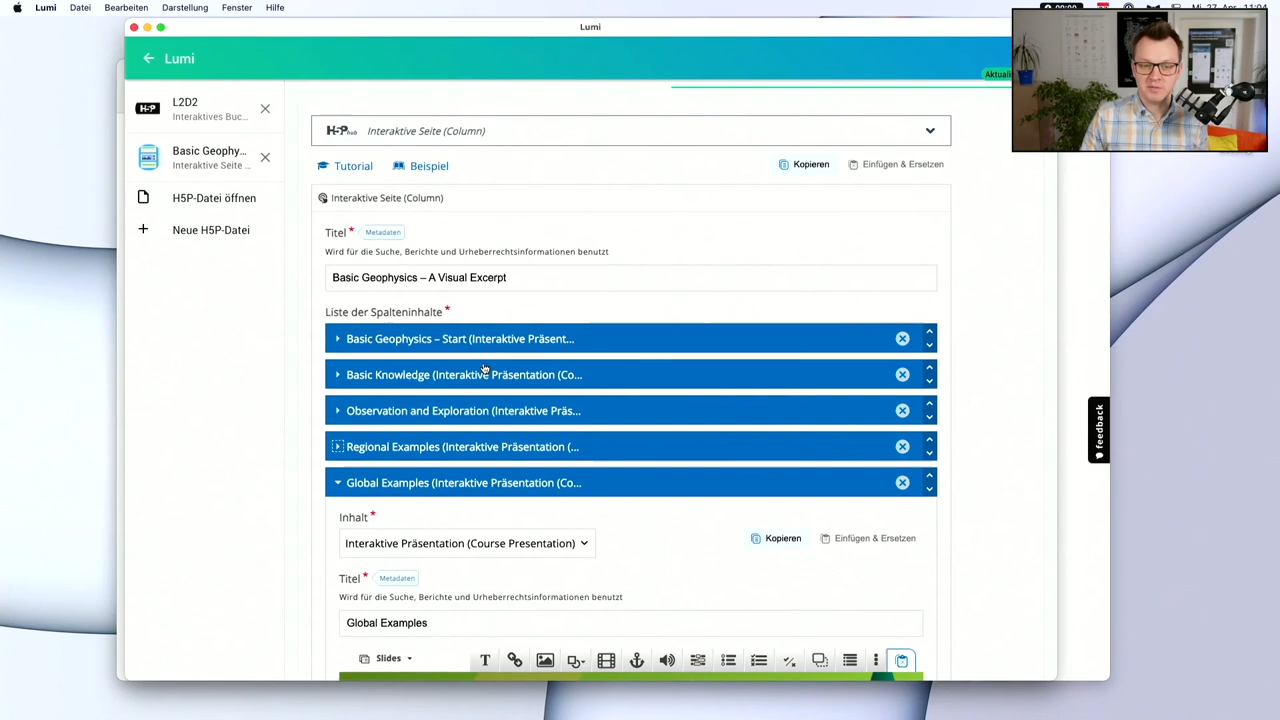 Lumi Datei Bearbeiten Darstellung Fenster Hilfe
Lumi
Lumi
L2D2
Interaktives Buc...
Basic Geophy...
Interaktive Seite ...
H5P-Datei öffnen
Neue H5P-Datei
H5P hub Interaktive Seite (Column)
Tutorial Beispiel Kopieren Einfügen & Ersetzen
Interaktive Seite (Column)
Titel* Metadaten
Wird für die Suche, Berichte und Urheberrechtsinformationen benutzt
Basic Geophysics – A Visual Excerpt
Liste der Spalteninhalte *
Basic Geophysics – Start (Interaktive Präsent...
Basic Knowledge (Interaktive Präsentation (Co...
Observation and Exploration (Interaktive Präs...
Regional Examples (Interaktive Präsentation (...
Global Examples (Interaktive Präsentation (Co...
Inhalt *
Interaktive Präsentation (Course Presentation) Kopieren Einfügen & Ersetzen
Titel* Metadaten
Wird für die Suche, Berichte und Urheberrechtsinformationen benutzt
Global Examples
Slides
feedback